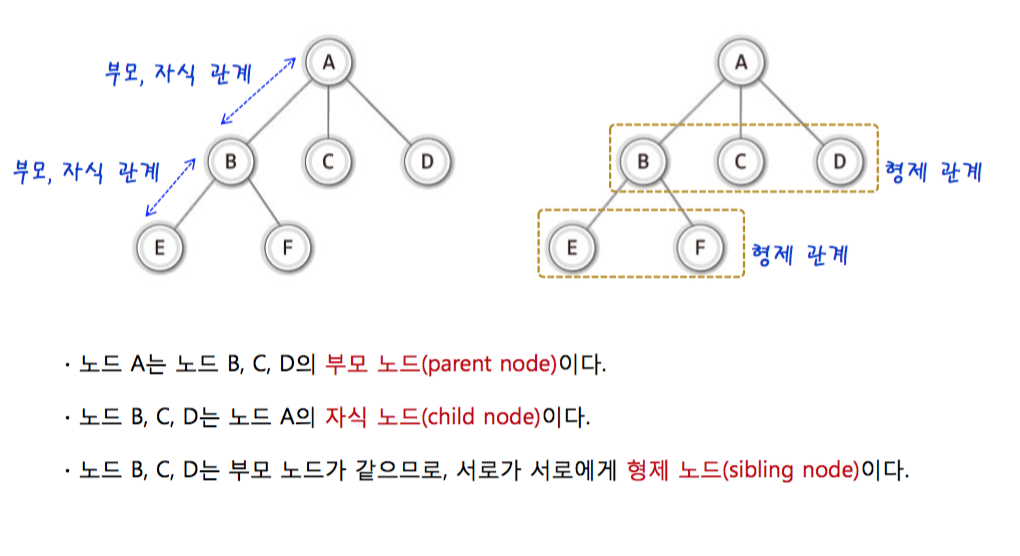 A
A
부모, 자식 관계
B
C
D
B
C
D
부모, 자식 관계
형제 관계
E
F
E
F
형제 관계
· 노드 A는 노드 B, C, D의 부모 노드(parent node)이다.
· 노드 B, C, D는 노드 A의 자식 노드(child node)이다.
· 노드 B, C, D는 부모 노드가 같으므로, 서로가 서로에게 형제 노드(sibling node)이다.